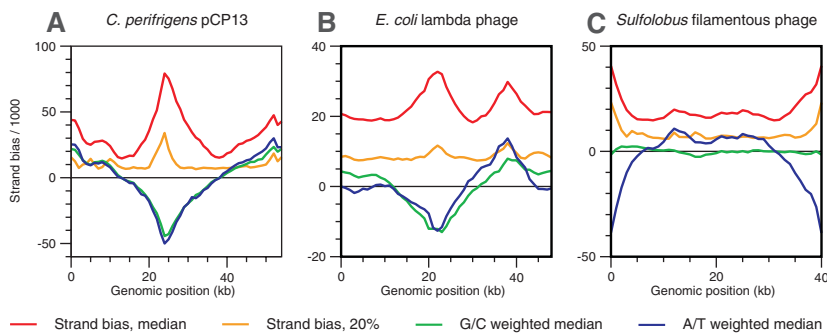 A C. perifrigens pCP13
B E. coli lambda phage
C Sulfolobus filamentous phage
Strand bias / 1000
100
50
0
-50
0 20 40
Genomic position (kb)
40
20
0
-20
0 20 40
Genomic position (kb)
50
0
-50
0 10 20 30 40
Genomic position (kb)
Strand bias, median Strand bias, 20% G/C weighted median A/T weighted median